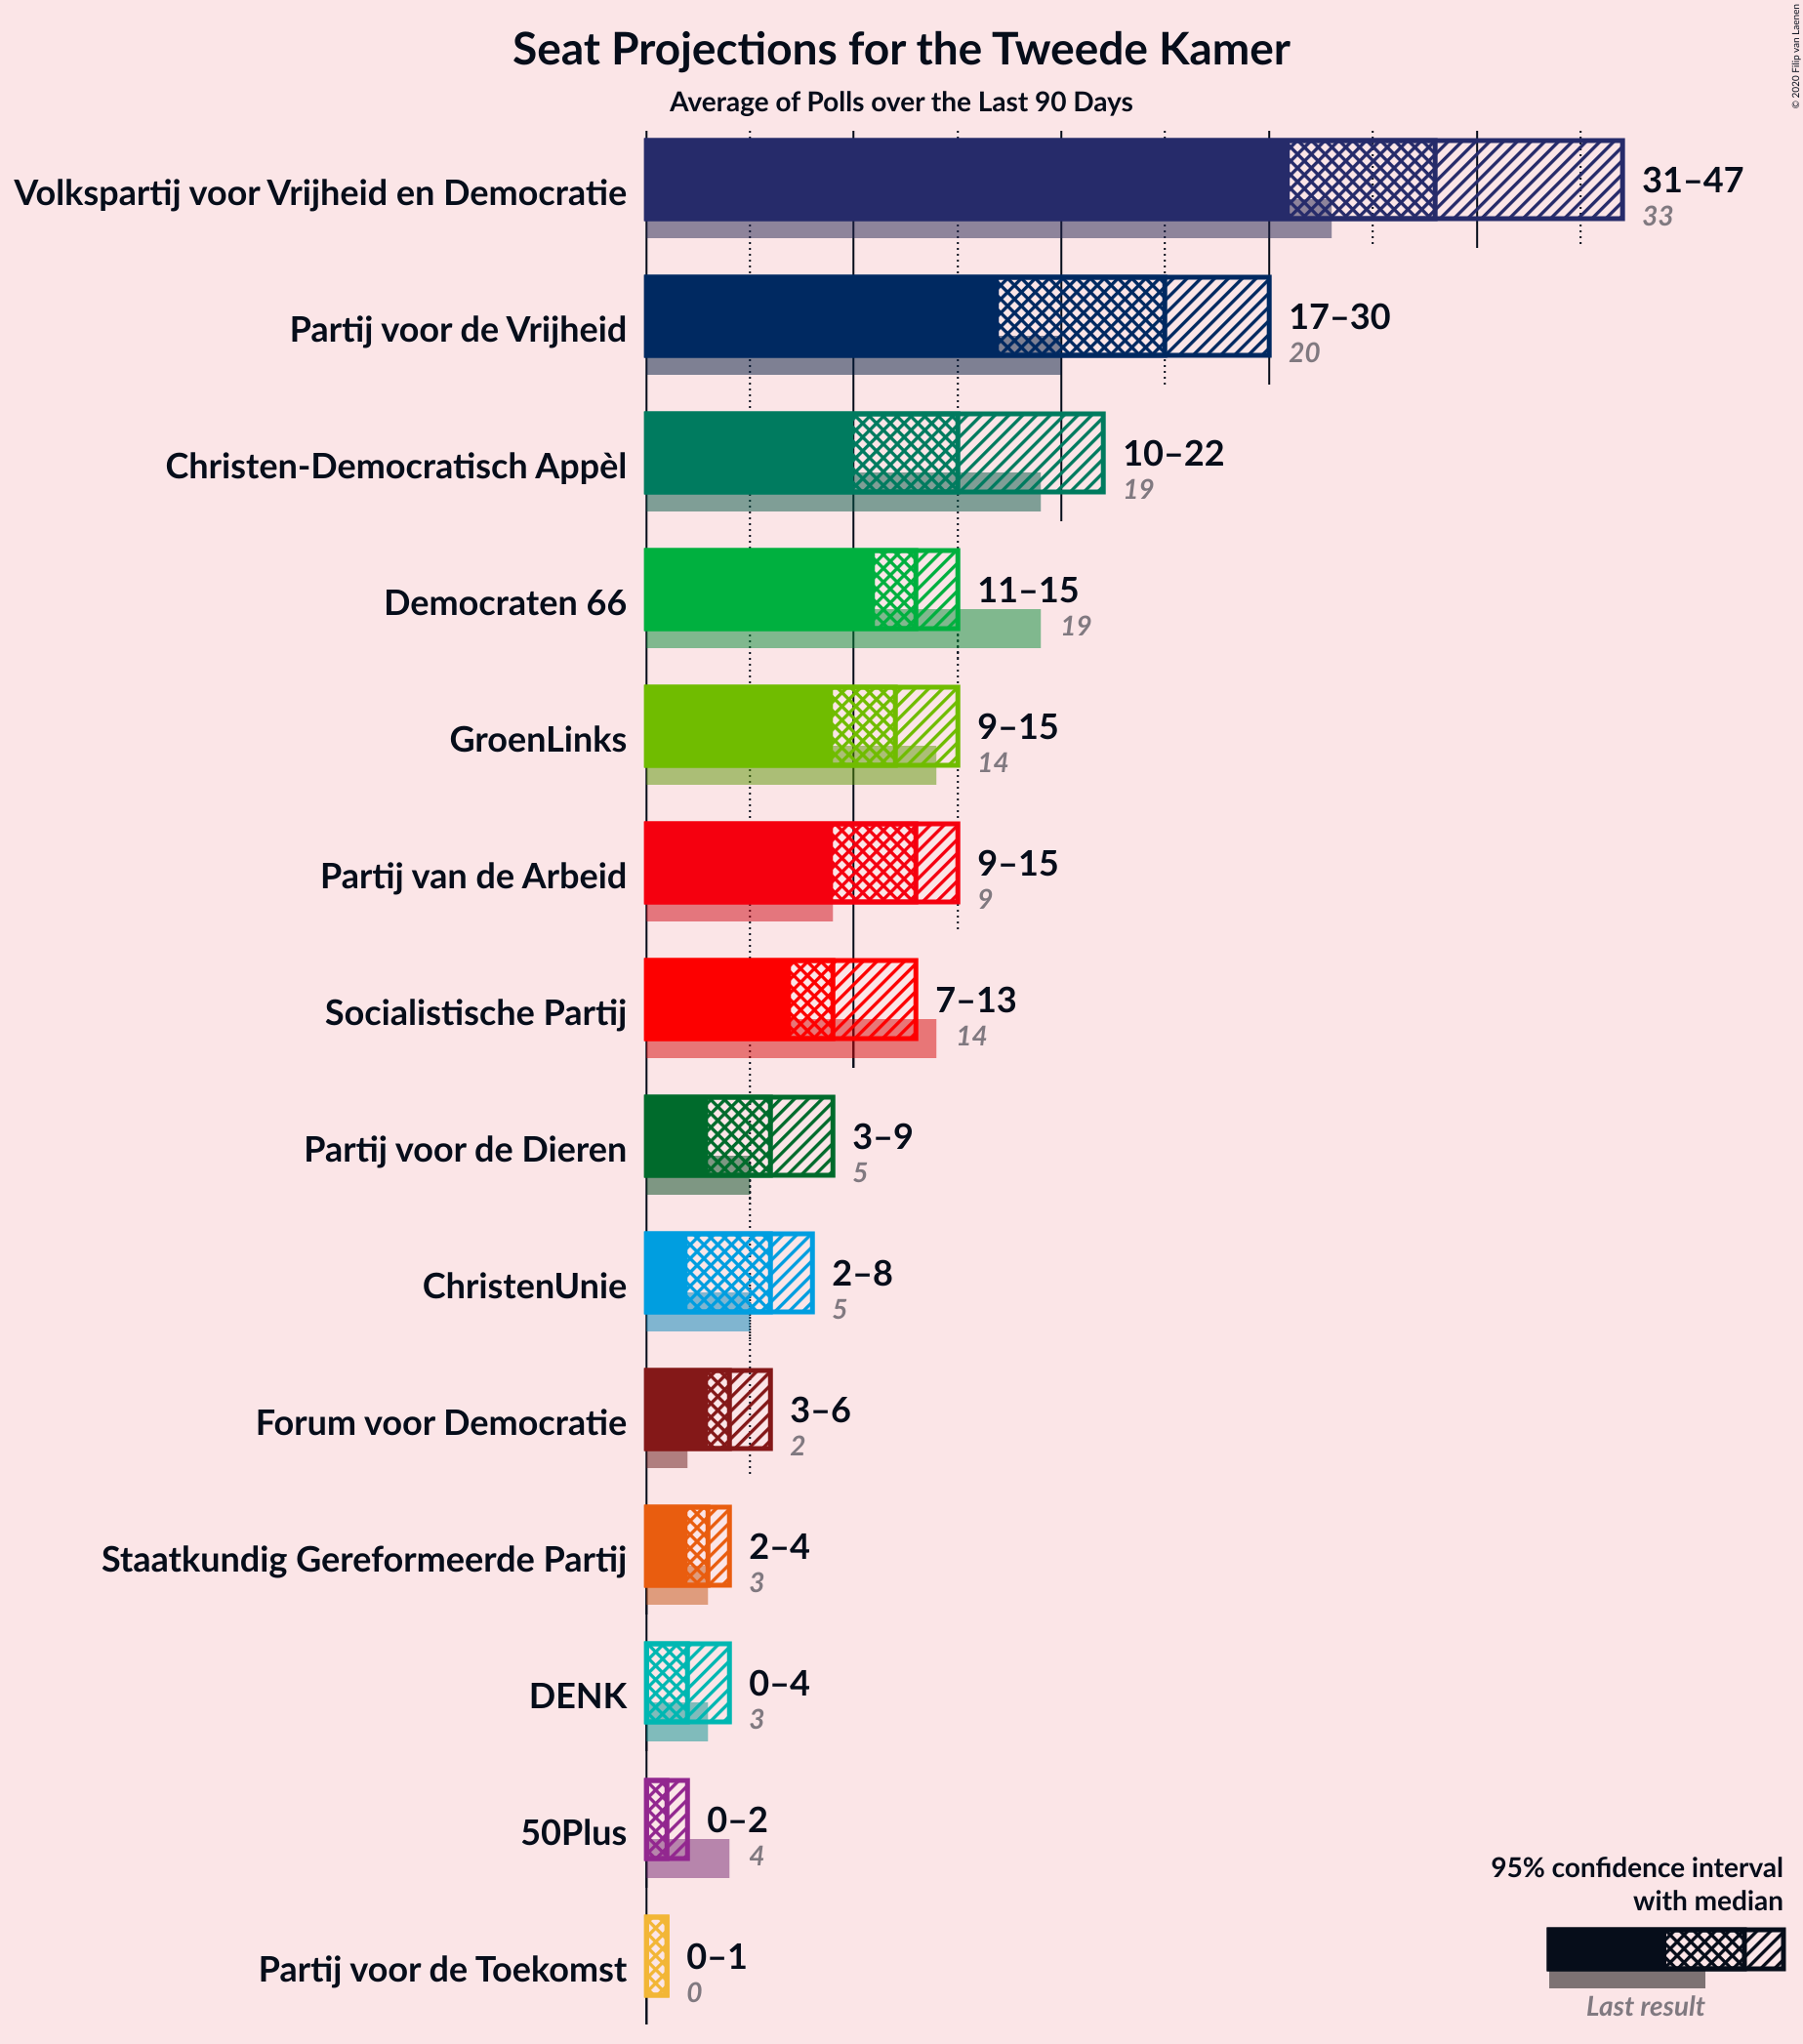 © 2020 Filip van Laenen
Seat Projections for the Tweede Kamer
Average of Polls over the Last 90 Days
Volkspartij voor Vrijheid en Democratie
31–47
33
Partij voor de Vrijheid
17–30
20
Christen-Democratisch Appèl
10–22
19
Democraten 66
11–15
19
GroenLinks
9–15
14
Partij van de Arbeid
9–15
9
Socialistische Partij
7–13
14
Partij voor de Dieren
3–9
5
ChristenUnie
2–8
5
Forum voor Democratie
3–6
2
Staatkundig Gereformeerde Partij
2–4
3
DENK
0–4
3
50Plus
0–2
4
Partij voor de Toekomst
0–1
0
95% confidence interval
with median
Last result